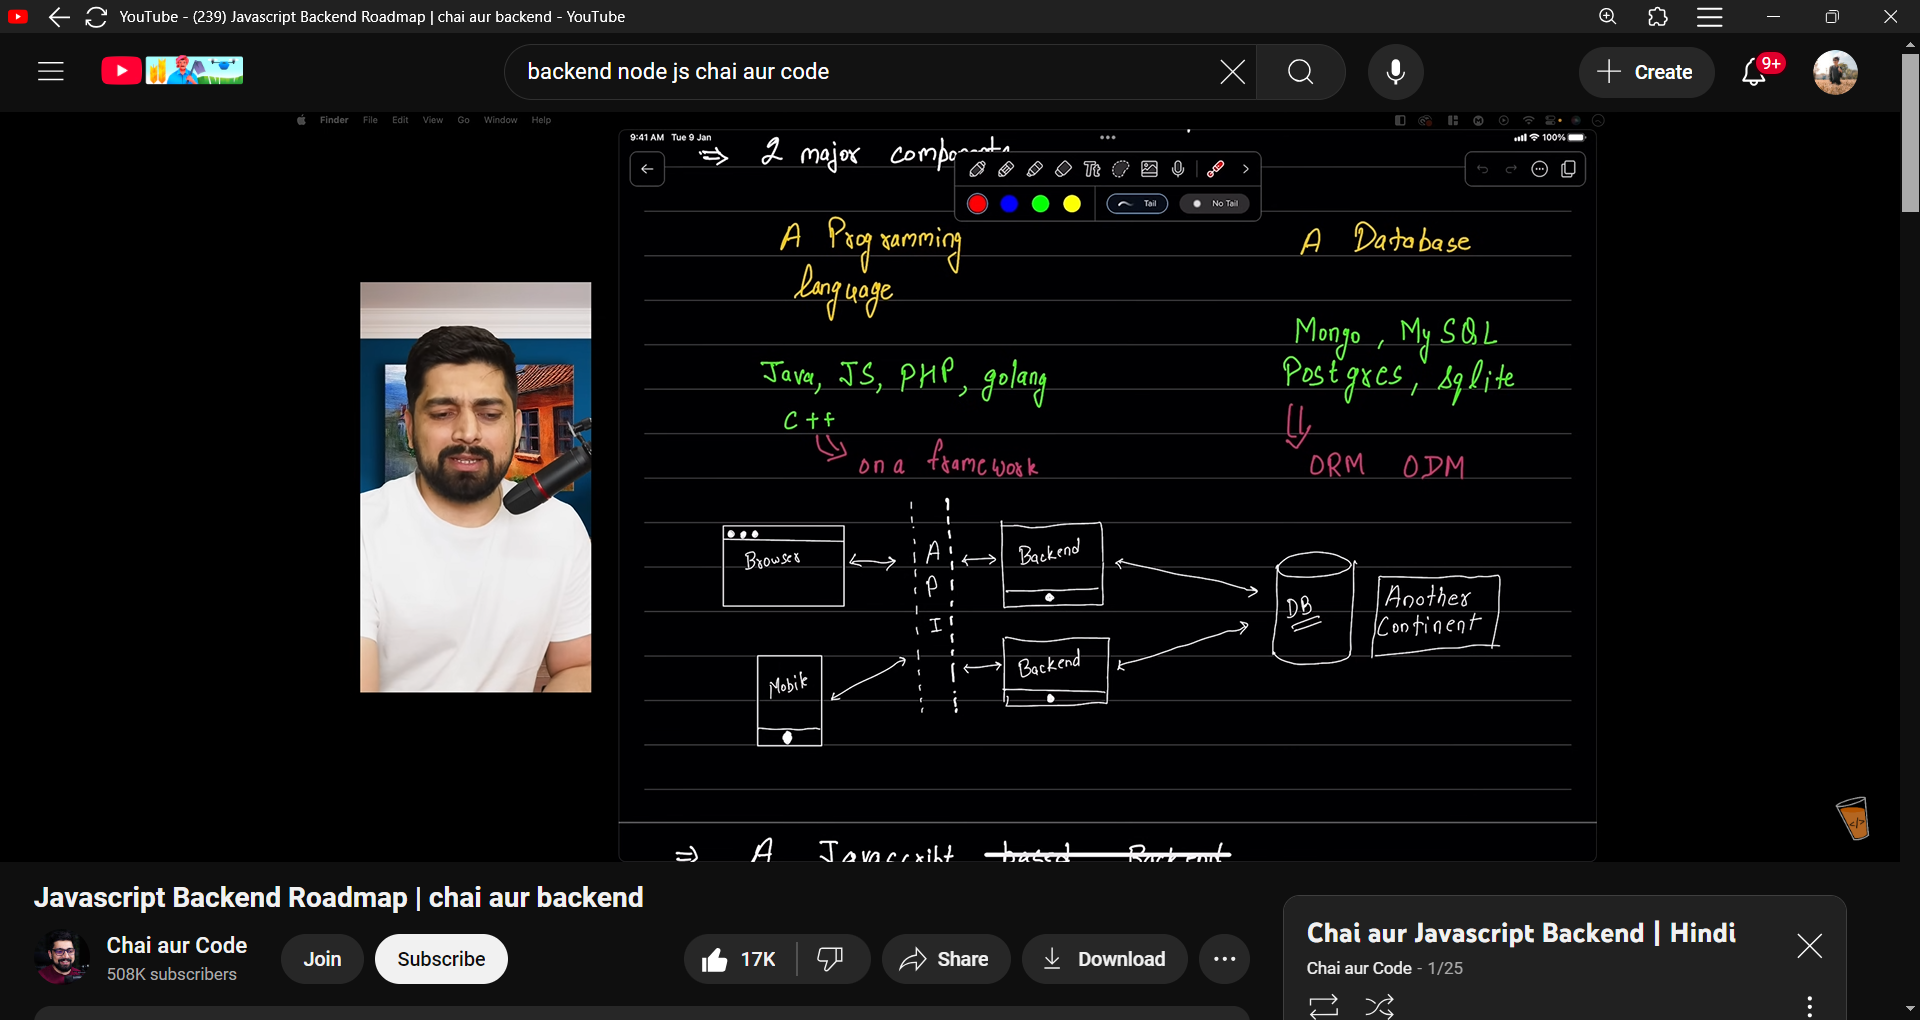 YouTube - (239) Javascript Backend Roadmap | chai aur backend - YouTube
backend node js chai aur code
Create
9+
Finder File Edit View Go Window Help
9:41 AM Tue 9 Jan
100%
⇒ 2 major components
Tt
Tail
No Tail
A Programming
language
A Database
Mongo, MySQL
Postgres, sqlite
Java, JS, PHP, golang
C++
on a framework
ORM ODM
Browser
A
P
I
Backend
DB
Another
Continent
Mobile
Backend
⇒ A Javascript based Backend
</>
Javascript Backend Roadmap | chai aur backend
Chai aur Code
508K subscribers
Join
Subscribe
17K
Share
Download
Chai aur Javascript Backend | Hindi
Chai aur Code - 1/25